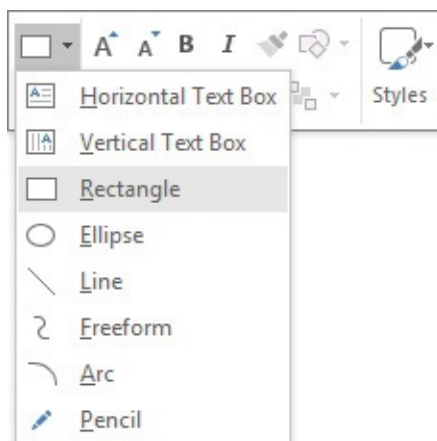 A A B I
Horizontal Text Box
Styles
Vertical Text Box
Rectangle
Ellipse
Line
Freeform
Arc
Pencil